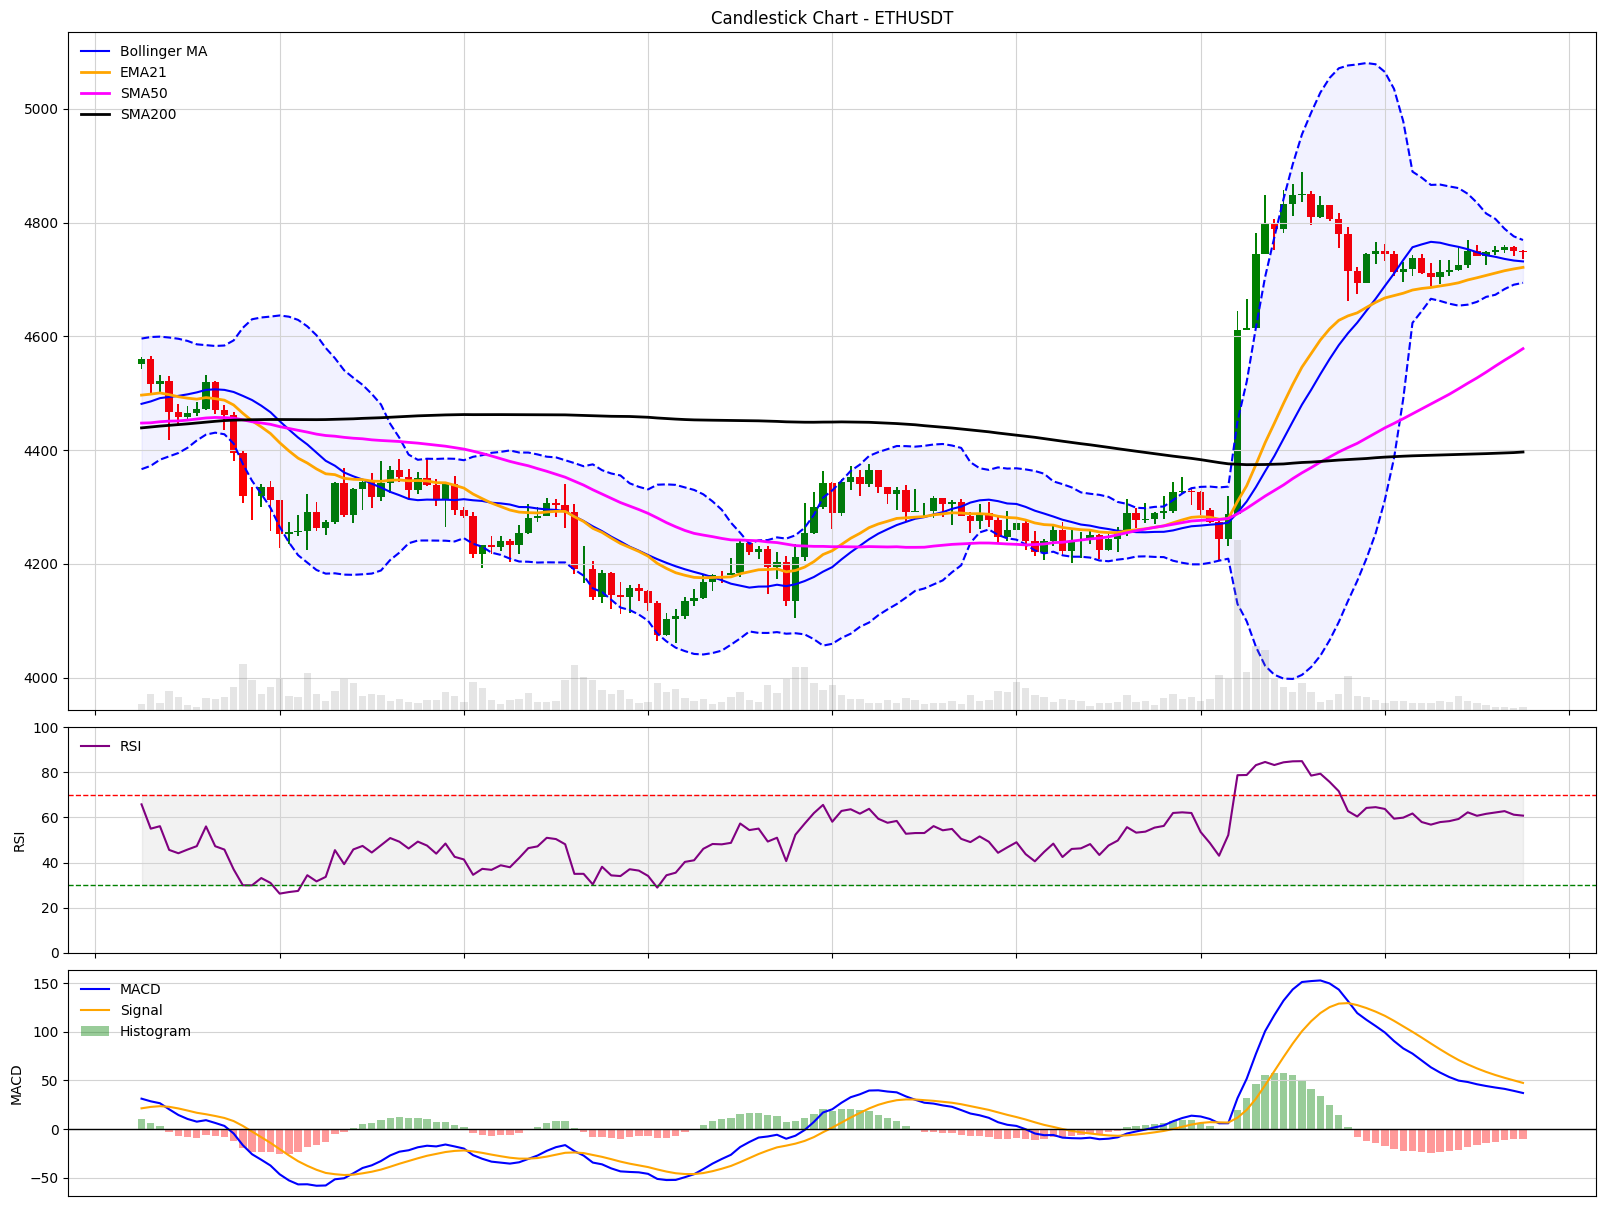 Candlestick Chart - ETHUSDT
Bollinger MA
EMA21
SMA50
SMA200
5000
4800
4600
4400
4200
4000
RSI
100
80
60
40
20
0
RSI
MACD
Signal
Histogram
150
100
50
0
−50
MACD